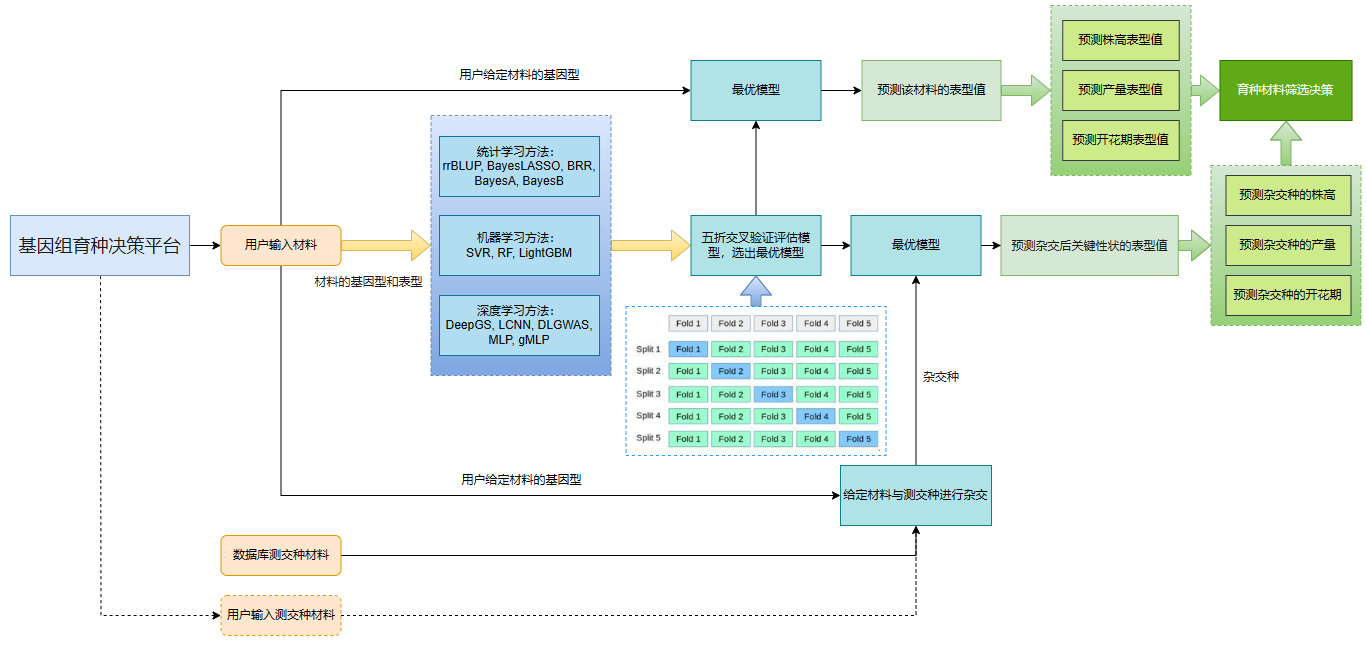 预测株高表型值
用户给定材料的基因型
最优模型
预测该材料的表型值
预测产量表型值
育种材料筛选决策
预测开花期表型值
统计学习方法：
rrBLUP, BayesLASSO, BRR,
BayesA, BayesB
预测杂交种的株高
基因组育种决策平台
用户输入材料
机器学习方法：
SVR, RF, LightGBM
五折交叉验证评估模
型，选出最优模型
最优模型
预测杂交后关键性状的表型值
预测杂交种的产量
材料的基因型和表型
预测杂交种的开花期
深度学习方法：
DeepGS, LCNN, DLGWAS,
MLP, gMLP
Fold 1 Fold 2 Fold 3 Fold 4 Fold 5
Split 1 Fold 1 Fold 2 Fold 3 Fold 4 Fold 5
Split 2 Fold 1 Fold 2 Fold 3 Fold 4 Fold 5
Split 3 Fold 1 Fold 2 Fold 3 Fold 4 Fold 5
Split 4 Fold 1 Fold 2 Fold 3 Fold 4 Fold 5
Split 5 Fold 1 Fold 2 Fold 3 Fold 4 Fold 5
杂交种
用户给定材料的基因型
给定材料与测交种进行杂交
数据库测交种材料
用户输入测交种材料